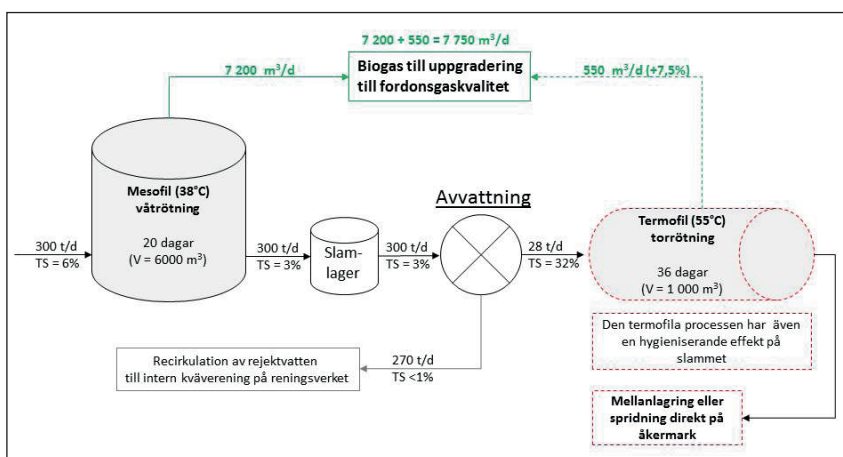 7 200 + 550 = 7 750 m³/d
Biogas till uppgradering
till fordonsgaskvalitet
7 200 m³/d
550 m³/d (+7,5%)
Mesofil (38°C)
våtrötning
20 dagar
(V = 6000 m³)
300 t/d
TS = 6%
300 t/d
TS = 3%
Slam-
lager
300 t/d
TS = 3%
Avvattning
28 t/d
TS = 32%
Termofil (55°C)
torrötning
36 dagar
(V = 1 000 m³)
Den termofila processen har även
en hygieniserande effekt på
slammet
Recirkulation av rejektvatten
till intern kväverening på reningsverket
270 t/d
TS <1%
Mellanlagring eller
spridning direkt på
åkermark